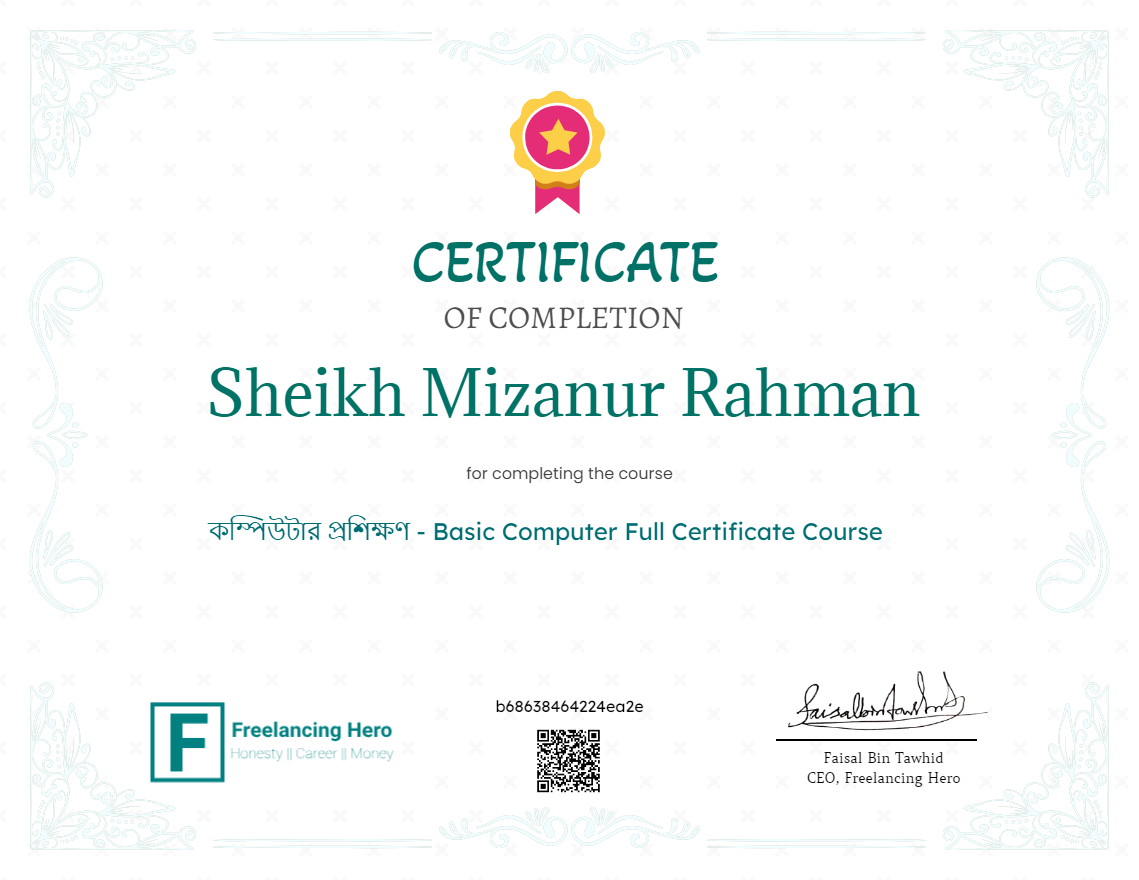 CERTIFICATE
OF COMPLETION
Sheikh Mizanur Rahman
for completing the course
কম্পিউটার প্রশিক্ষণ - Basic Computer Full Certificate Course
F
Freelancing Hero
Honesty || Career || Money
b68638464224ea2e
Faisal Bin Tawhid
Faisal Bin Tawhid
CEO, Freelancing Hero